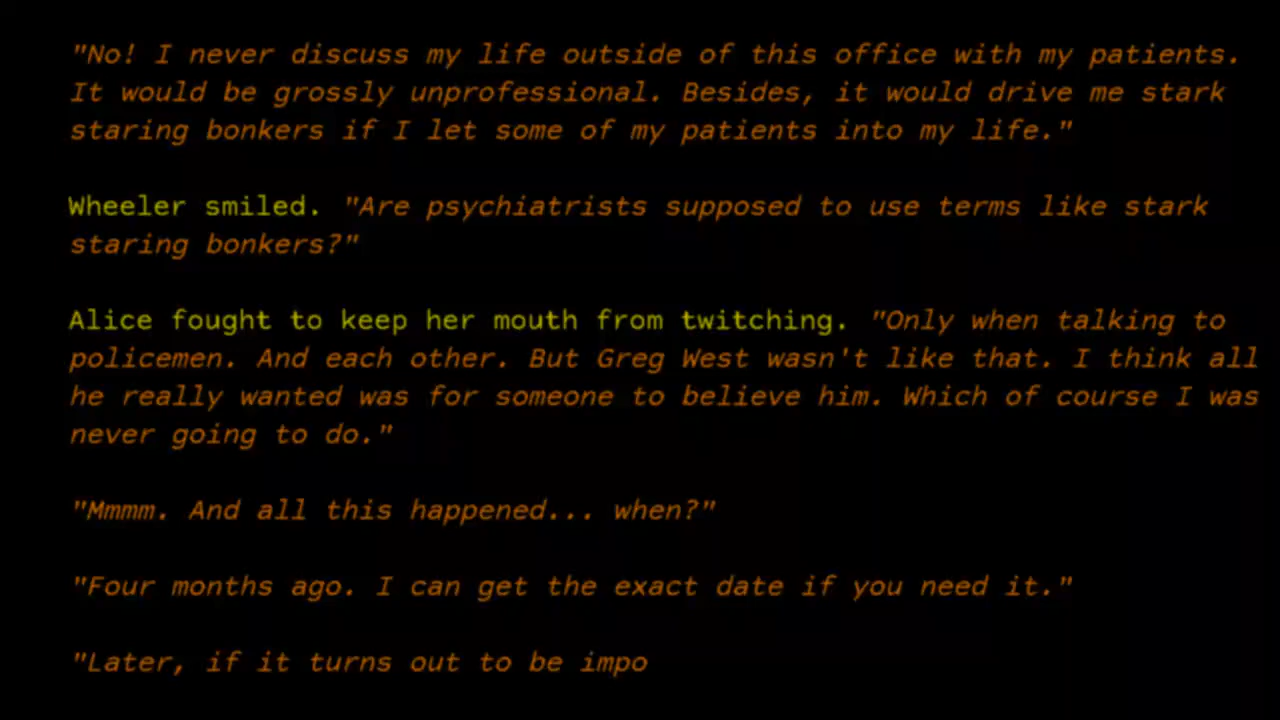 "No! I never discuss my life outside of this office with my patients.
It would be grossly unprofessional. Besides, it would drive me stark
staring bonkers if I let some of my patients into my life."
Wheeler smiled. "Are psychiatrists supposed to use terms like stark
staring bonkers?"
Alice fought to keep her mouth from twitching. "Only when talking to
policemen. And each other. But Greg West wasn't like that. I think all
he really wanted was for someone to believe him. Which of course I was
never going to do."
"Mmmm. And all this happened... when?"
"Four months ago. I can get the exact date if you need it."
"Later, if it turns out to be impo